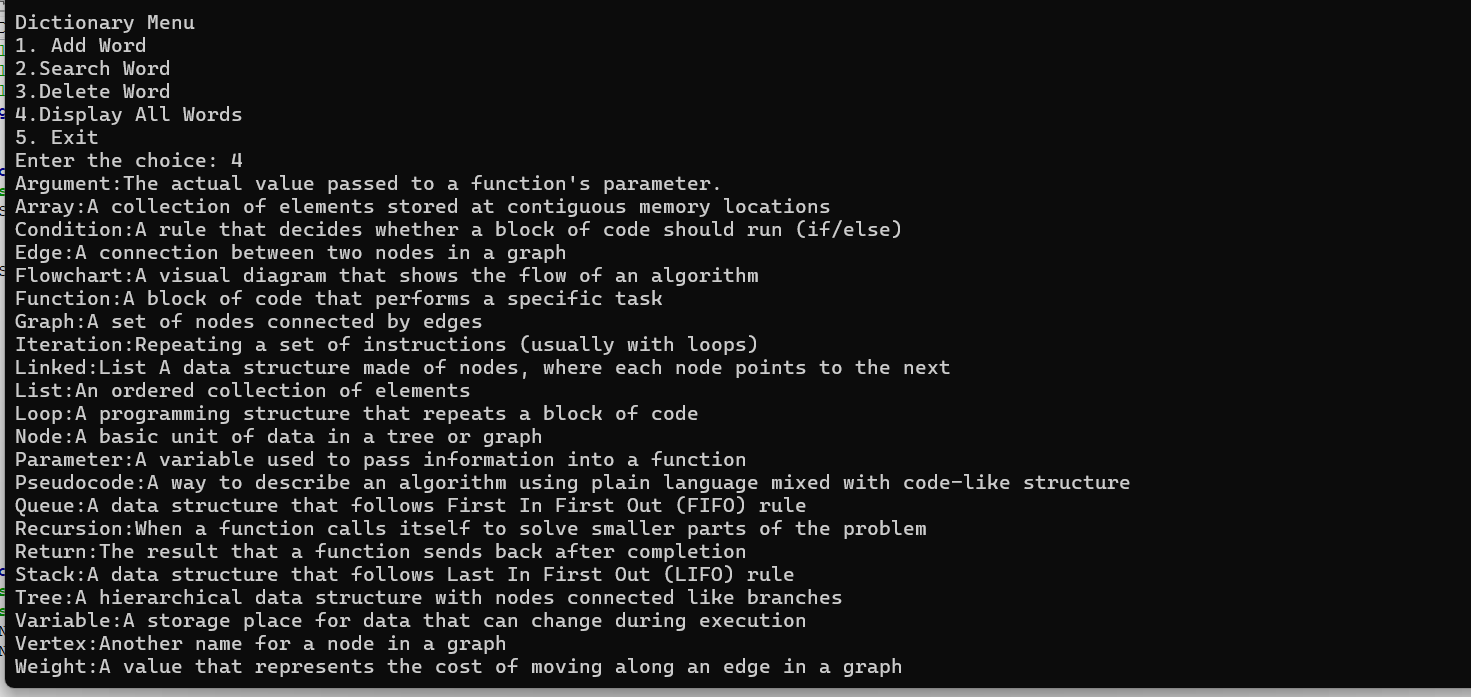 Dictionary Menu
1. Add Word
2.Search Word
3.Delete Word
4.Display All Words
5. Exit
Enter the choice: 4
Argument:The actual value passed to a function's parameter.
Array:A collection of elements stored at contiguous memory locations
Condition:A rule that decides whether a block of code should run (if/else)
Edge:A connection between two nodes in a graph
Flowchart:A visual diagram that shows the flow of an algorithm
Function:A block of code that performs a specific task
Graph:A set of nodes connected by edges
Iteration:Repeating a set of instructions (usually with loops)
Linked:List A data structure made of nodes, where each node points to the next
List:An ordered collection of elements
Loop:A programming structure that repeats a block of code
Node:A basic unit of data in a tree or graph
Parameter:A variable used to pass information into a function
Pseudocode:A way to describe an algorithm using plain language mixed with code-like structure
Queue:A data structure that follows First In First Out (FIFO) rule
Recursion:When a function calls itself to solve smaller parts of the problem
Return:The result that a function sends back after completion
Stack:A data structure that follows Last In First Out (LIFO) rule
Tree:A hierarchical data structure with nodes connected like branches
Variable:A storage place for data that can change during execution
Vertex:Another name for a node in a graph
Weight:A value that represents the cost of moving along an edge in a graph